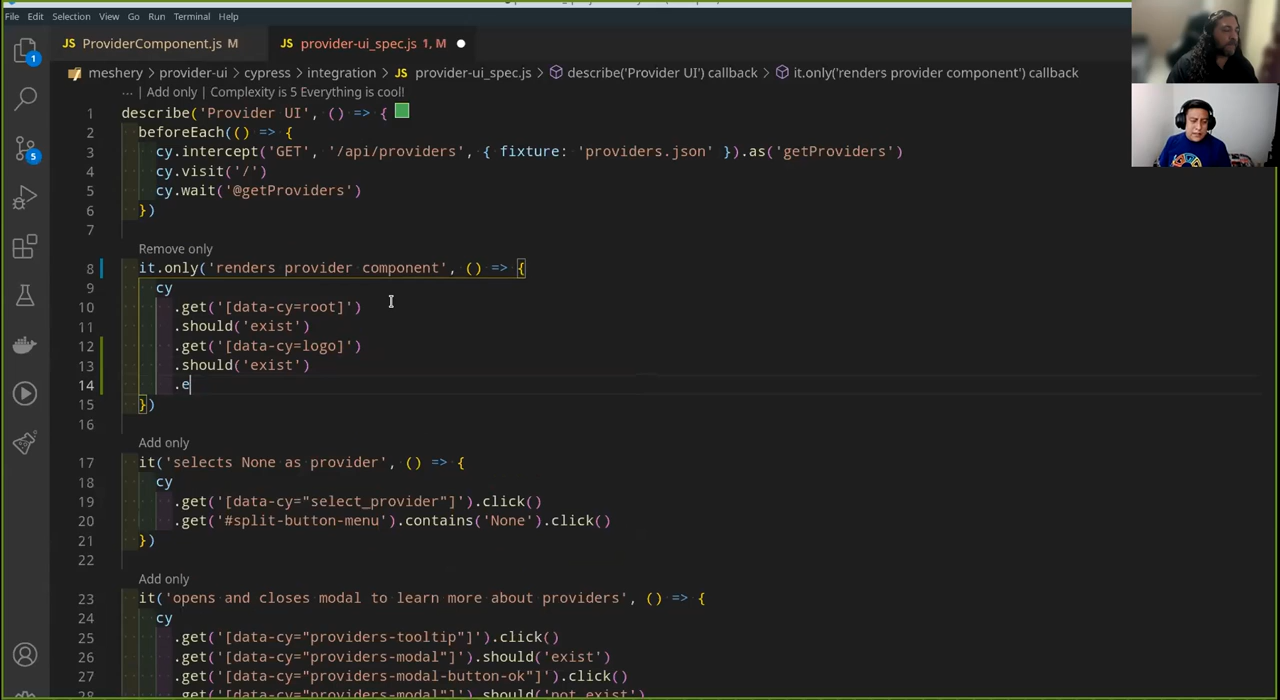 File Edit Selection View Go Run Terminal Help
JS ProviderComponent.js M JS provider-ui_spec.js 1, M
meshery > provider-ui > cypress > integration > JS provider-ui_spec.js > describe('Provider UI') callback > it.only('renders provider component') callback
... | Add only | Complexity is 5 Everything is cool!
1 describe('Provider UI', () => {
2 beforeEach(() => {
3 cy.intercept('GET', '/api/providers', { fixture: 'providers.json' }).as('getProviders')
4 cy.visit('/')
5 cy.wait('@getProviders')
6 })
7
Remove only
8 it.only('renders provider component', () => {
9 cy
10 .get('[data-cy=root]')
11 .should('exist')
12 .get('[data-cy=logo]')
13 .should('exist')
14 .e
15 })
16
Add only
17 it('selects None as provider', () => {
18 cy
19 .get('[data-cy="select_provider"]').click()
20 .get('#split-button-menu').contains('None').click()
21 })
22
Add only
23 it('opens and closes modal to learn more about providers', () => {
24 cy
25 .get('[data-cy="providers-tooltip"]').click()
26 .get('[data-cy="providers-modal"]').should('exist')
27 .get('[data-cy="providers-modal-button-ok"]').click()
28 .get('[data-cy="providers-modal"]').should('not.exist')
1
5